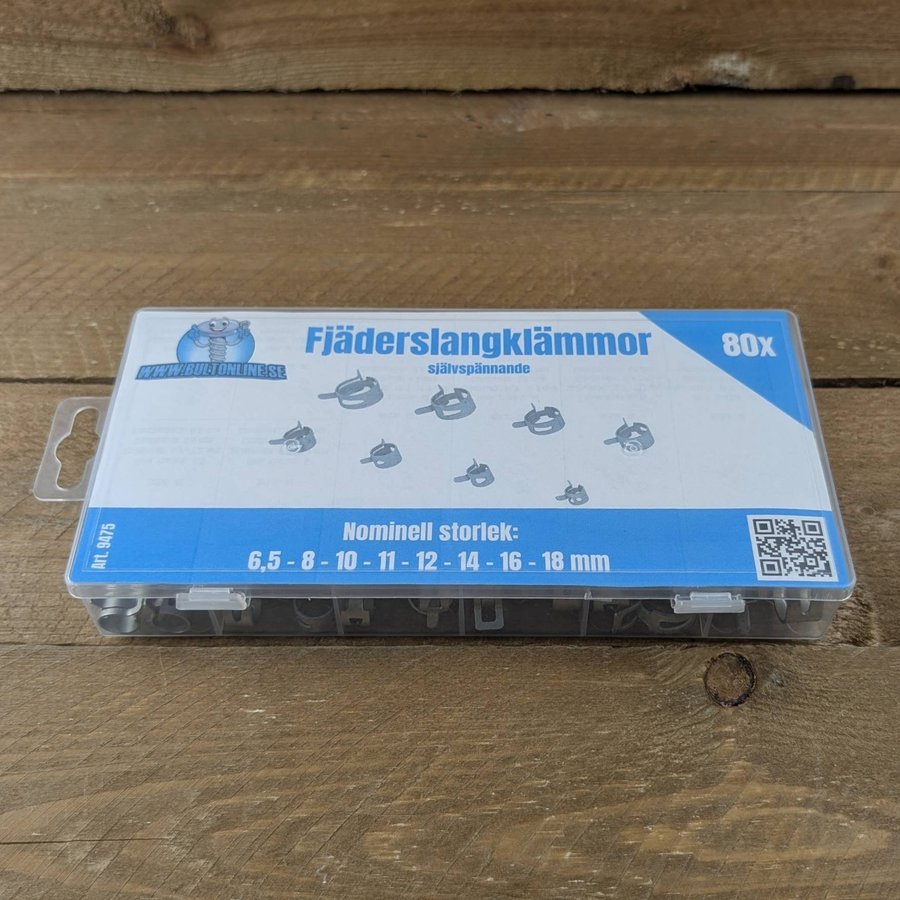 WWW.BULTONLINE.SE
Fjäderslangklämmor
självspännande
80x
Art. 9475
Nominell storlek:
6,5 - 8 - 10 - 11 - 12 - 14 - 16 - 18 mm